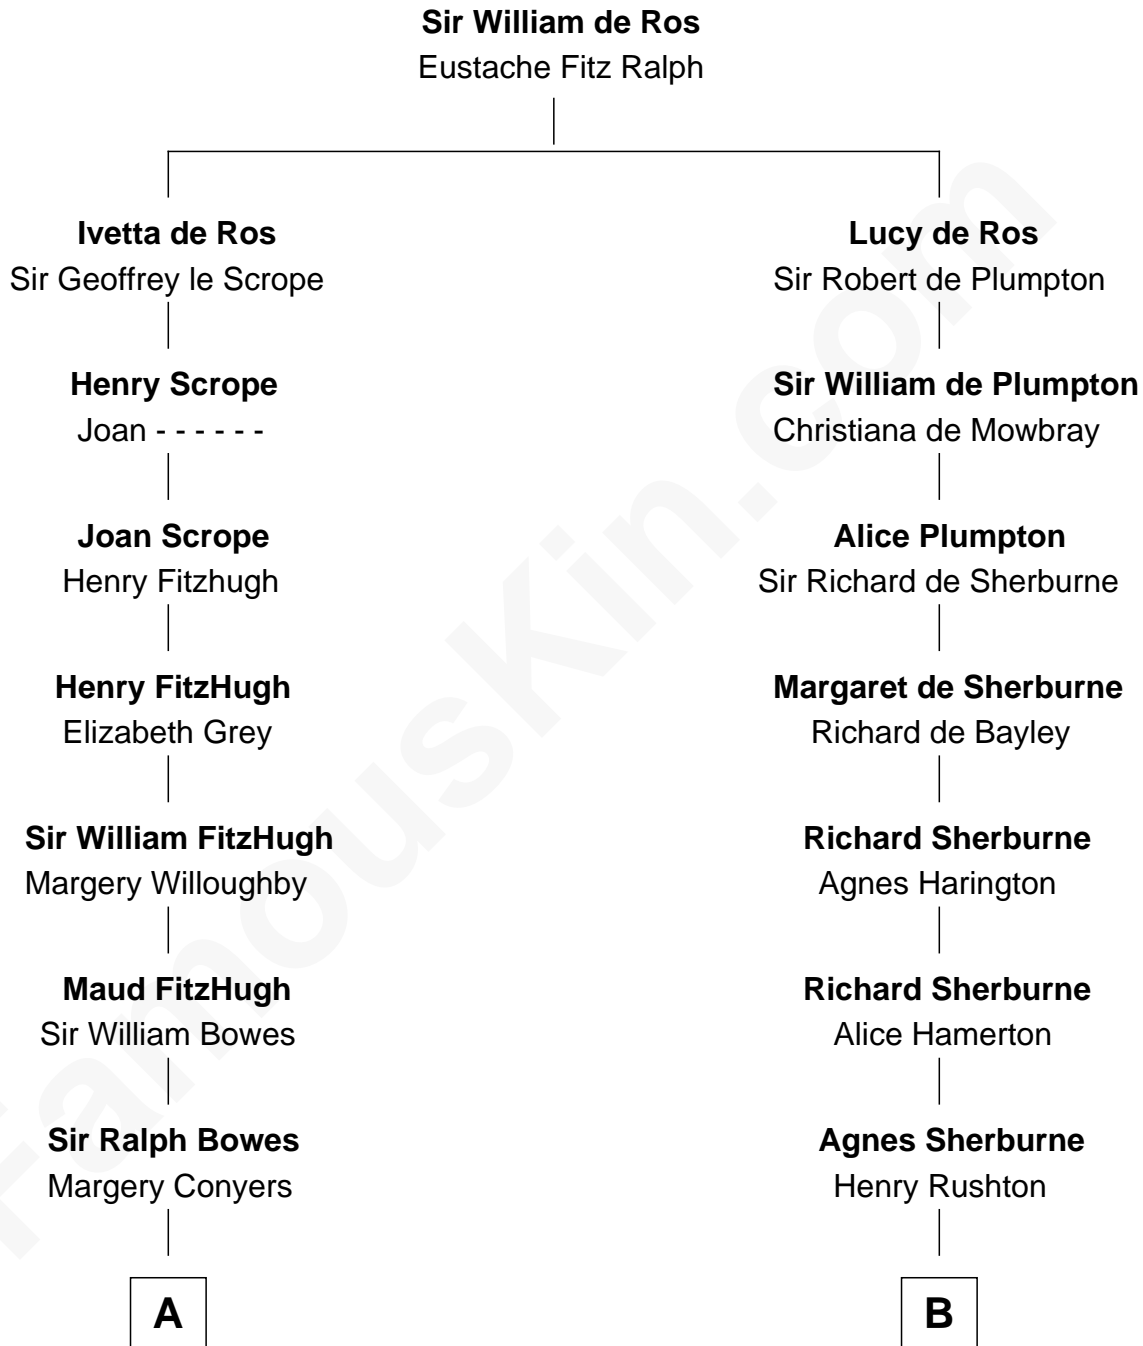 Sir William de Ros
Eustache Fitz Ralph
Ivetta de Ros
Sir Geoffrey le Scrope
Lucy de Ros
Sir Robert de Plumpton
Henry Scrope
Joan - - - - - -
Sir William de Plumpton
Christiana de Mowbray
Joan Scrope
Henry Fitzhugh
Alice Plumpton
Sir Richard de Sherburne
Henry FitzHugh
Elizabeth Grey
Margaret de Sherburne
Richard de Bayley
Sir William FitzHugh
Margery Willoughby
Richard Sherburne
Agnes Harington
Maud FitzHugh
Sir William Bowes
Richard Sherburne
Alice Hamerton
Sir Ralph Bowes
Margery Conyers
Agnes Sherburne
Henry Rushton
A
B
FamousKin.com